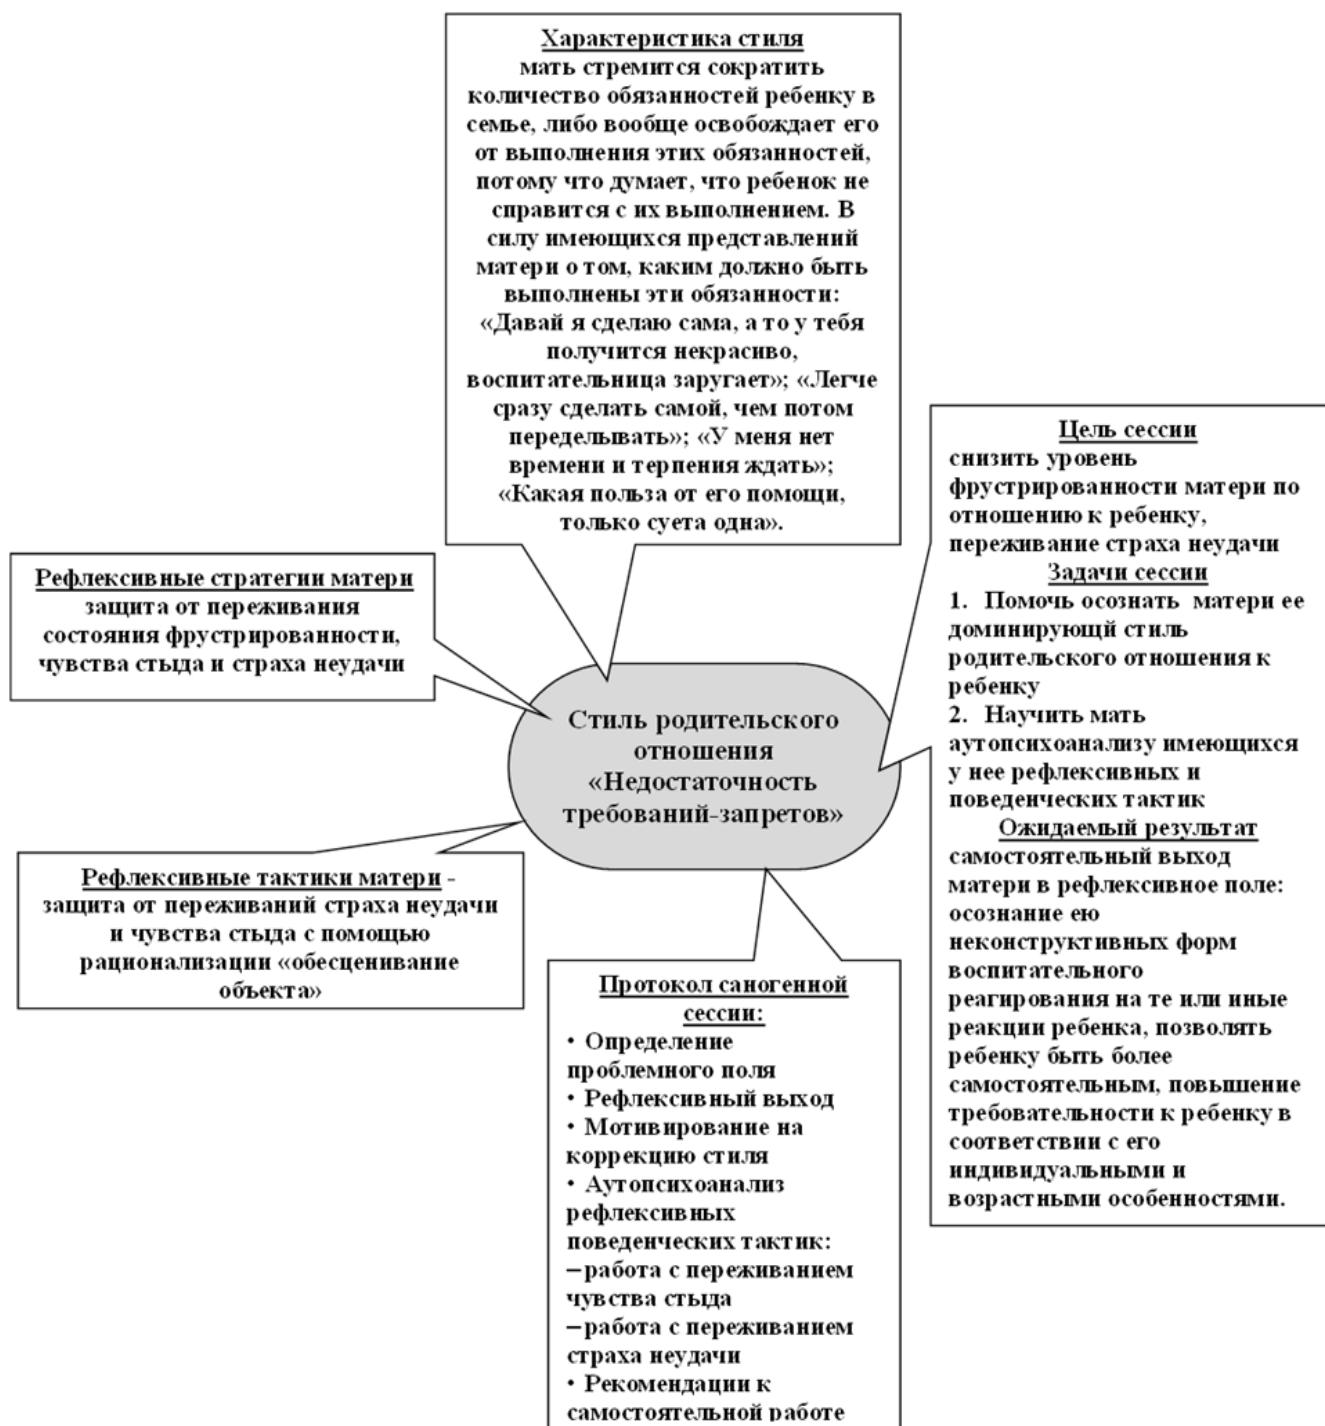 Характеристика стиля
мать стремится сократить
количество обязанностей ребенку в
семье, либо вообще освобождает его
от выполнения этих обязанностей,
потому что думает, что ребенок не
справится с их выполнением. В
силу имеющихся представлений
матери о том, каким должно быть
выполнены эти обязанности:
«Давай я сделаю сама, а то у тебя
получится некрасиво,
воспитательница заругает»; «Легче
сразу сделать самой, чем потом
переделывать»; «У меня нет
времени и терпения ждать»;
«Какая польза от его помощи,
только суета одна».
Рефлексивные стратегии матери
защита от переживания
состояния фрустрированности,
чувства стыда и страха неудачи
Стиль родительского
отношения
«Недостаточность
требований-запретов»
Рефлексивные тактики матери -
защита от переживаний страха неудачи
и чувства стыда с помощью
рационализации «обесценивание
объекта»
Цель сессии
снизить уровень
фрустрированности матери по
отношению к ребенку,
переживание страха неудачи
Задачи сессии
1. Помочь осознать матери ее
доминирующй стиль
родительского отношения к
ребенку
2. Научить мать
аутопсихоанализу имеющихся
у нее рефлексивных и
поведенческих тактик
Ожидаемый результат
самостоятельный выход
матери в рефлексивное поле:
осознание ею
неконструктивных форм
воспитательного
реагирования на те или иные
реакции ребенка, позволять
ребенку быть более
самостоятельным, повышение
требовательности к ребенку в
соответствии с его
индивидуальными и
возрастными особенностями.
Протокол саногенной
сессии:
• Определение
проблемного поля
• Рефлексивный выход
• Мотивирование на
коррекцию стиля
• Аутопсихоанализ
рефлексивных
поведенческих тактик:
–работа с переживанием
чувства стыда
–работа с переживанием
страха неудачи
• Рекомендации к
самостоятельной работе